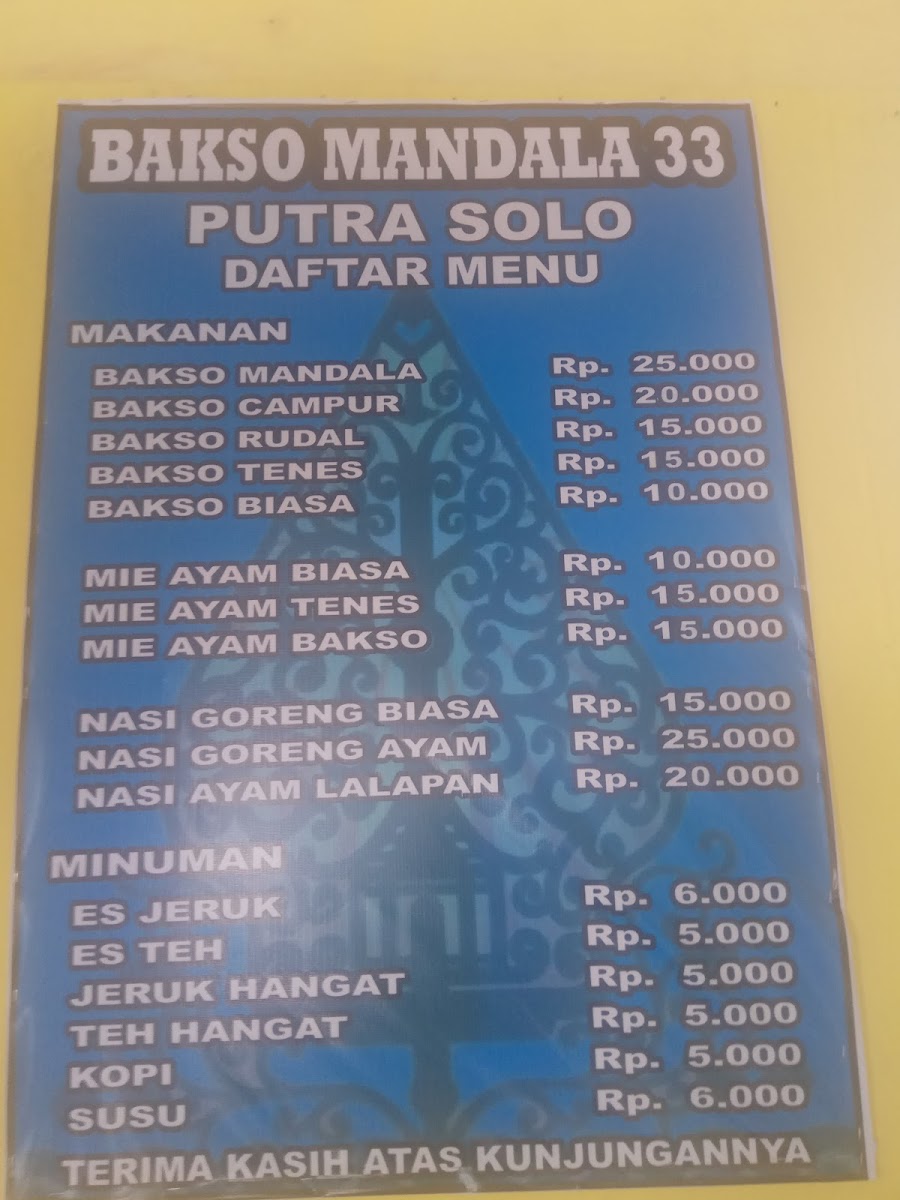 BAKSO MANDALA 33
PUTRA SOLO
DAFTAR MENU
MAKANAN
BAKSO MANDALA Rp. 25.000
BAKSO CAMPUR Rp. 20.000
BAKSO RUDAL Rp. 15.000
BAKSO TENES Rp. 15.000
BAKSO BIASA Rp. 10.000
MIE AYAM BIASA Rp. 10.000
MIE AYAM TENES Rp. 15.000
MIE AYAM BAKSO Rp. 15.000
NASI GORENG BIASA Rp. 15.000
NASI GORENG AYAM Rp. 25.000
NASI AYAM LALAPAN Rp. 20.000
MINUMAN
ES JERUK Rp. 6.000
ES TEH Rp. 5.000
JERUK HANGAT Rp. 5.000
TEH HANGAT Rp. 5.000
KOPI Rp. 5.000
SUSU Rp. 6.000
TERIMA KASIH ATAS KUNJUNGANNYA